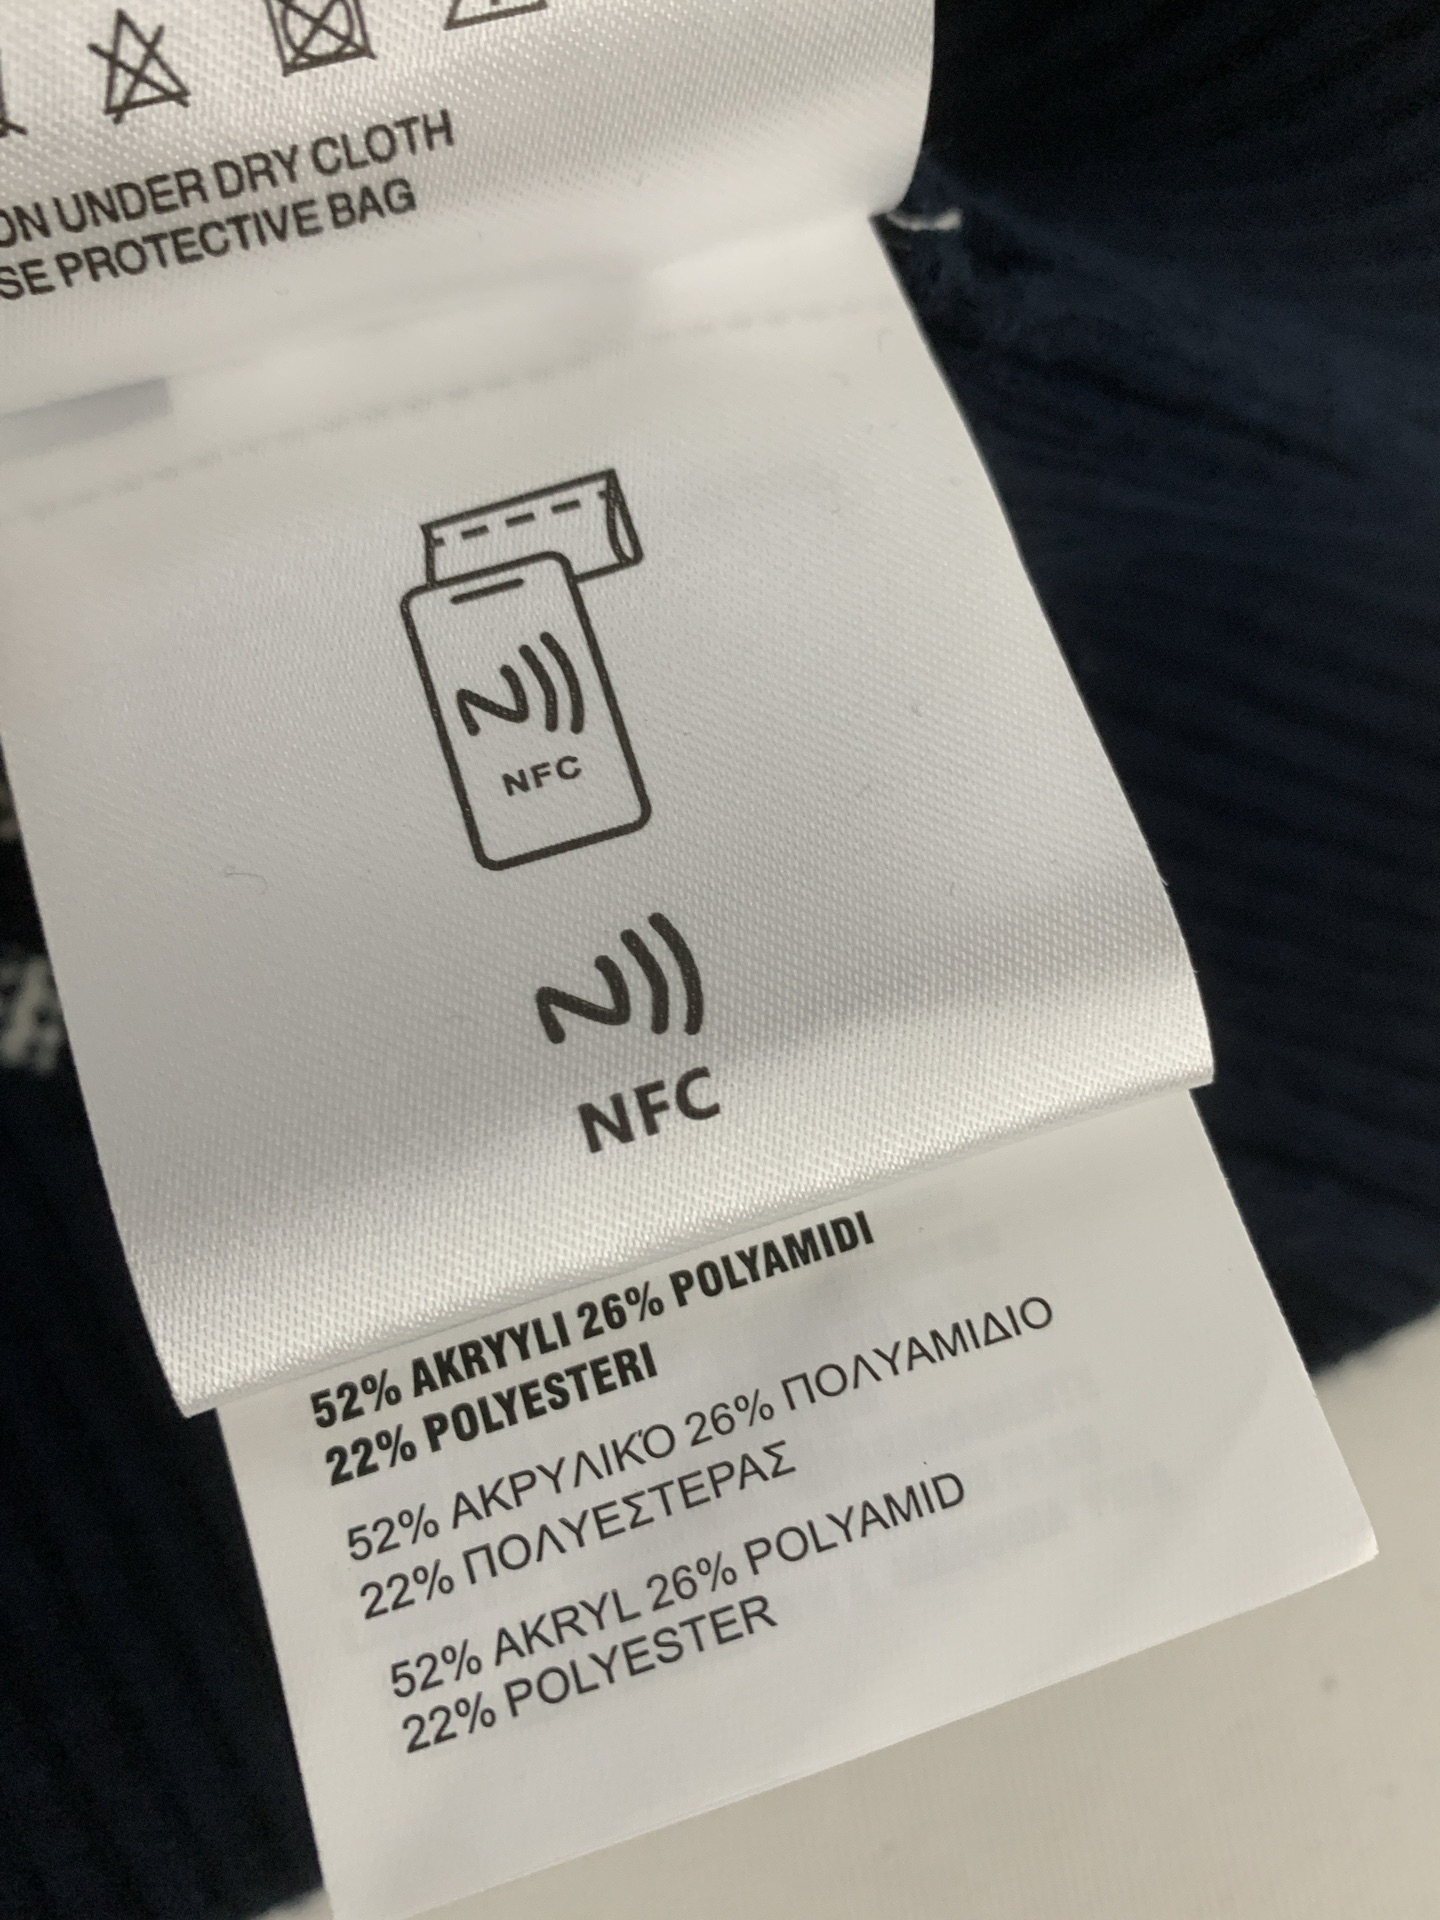 ON UNDER DRY CLOTH
SE PROTECTIVE BAG
NFC
NFC
52% AKRYYLI 26% POLYAMIDI
22% POLYESTERI
52% ΑΚΡΥΛΙΚΌ 26% ΠΟΛΥΑΜΙΔΙΟ
22% ΠΟΛΥΕΣΤΕΡΑΣ
52% AKRYL 26% POLYAMID
22% POLYESTER